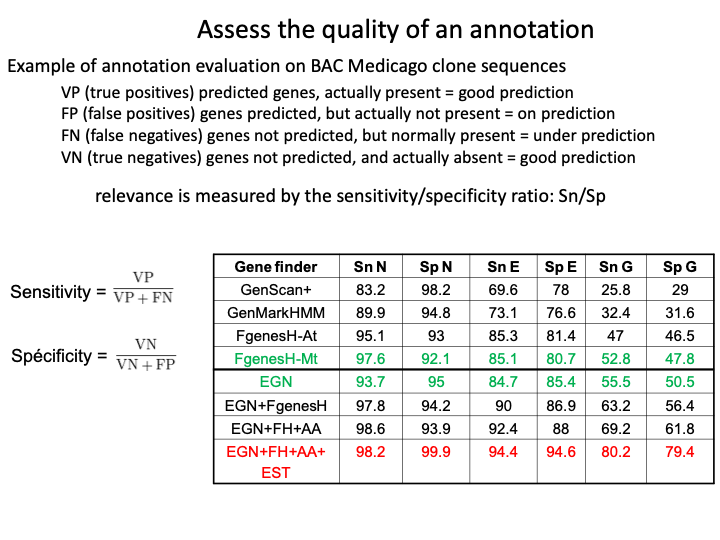 Assess the quality of an annotation
Example of annotation evaluation on BAC Medicago clone sequences
VP (true positives) predicted genes, actually present = good prediction
FP (false positives) genes predicted, but actually not present = on prediction
FN (false negatives) genes not predicted, but normally present = under prediction
VN (true negatives) genes not predicted, and actually absent = good prediction
relevance is measured by the sensitivity/specificity ratio: Sn/Sp
Sensitivity = VP / VP + FN
Spécificity = VN / VN + FP
Gene finder Sn N Sp N Sn E Sp E Sn G Sp G
GenScan+ 83.2 98.2 69.6 78 25.8 29
GenMarkHMM 89.9 94.8 73.1 76.6 32.4 31.6
FgenesH-At 95.1 93 85.3 81.4 47 46.5
FgenesH-Mt 97.6 92.1 85.1 80.7 52.8 47.8
EGN 93.7 95 84.7 85.4 55.5 50.5
EGN+FgenesH 97.8 94.2 90 86.9 63.2 56.4
EGN+FH+AA 98.6 93.9 92.4 88 69.2 61.8
EGN+FH+AA+ 98.2 99.9 94.4 94.6 80.2 79.4
EST